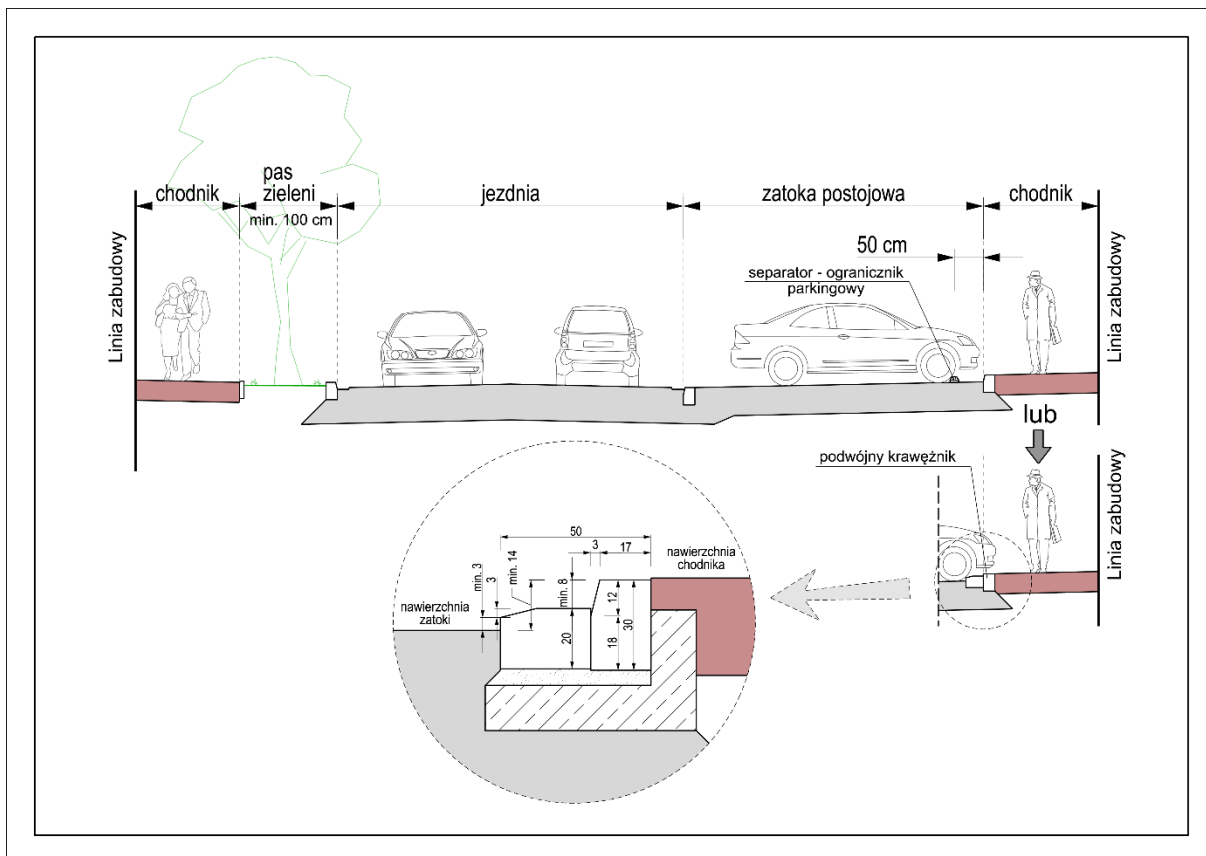 chodnik
pas
zieleni
min. 100 cm
jezdnia
zatoka postojowa
chodnik
50 cm
separator - ogranicznik
parkingowy
Linia zabudowy
Linia zabudowy
lub
podwójny krawężnik
Linia zabudowy
50
3
17
min. 3
3
min. 14
min. 8
nawierzchnia
chodnika
nawierzchnia
zatoki
12
20
18
30